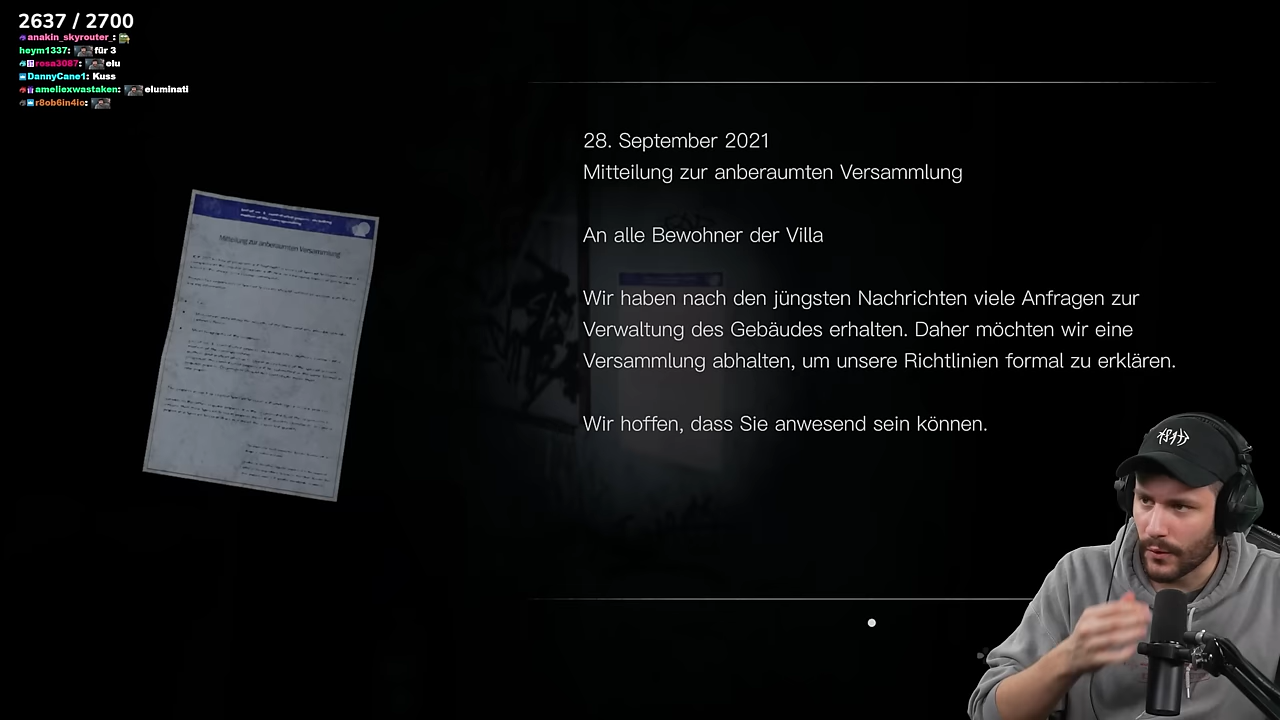 2637 / 2700
anakin_skyrouter_:
heym1337: für 3
rosa3087: elu
DannyCane1: Kuss
ameliexwastaken: eluminati
r8ob6in4io:
28. September 2021
Mitteilung zur anberaumten Versammlung
An alle Bewohner der Villa
Wir haben nach den jüngsten Nachrichten viele Anfragen zur
Verwaltung des Gebäudes erhalten. Daher möchten wir eine
Versammlung abhalten, um unsere Richtlinien formal zu erklären.
Wir hoffen, dass Sie anwesend sein können.
Mitteilung zur anberaumten Versammlung